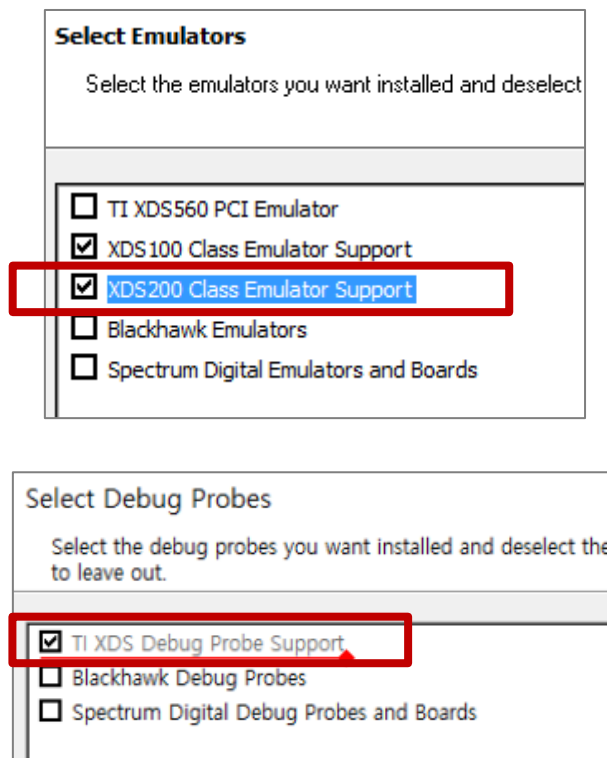 Select Emulators
Select the emulators you want installed and deselect
TI XDS560 PCI Emulator
XDS100 Class Emulator Support
XDS200 Class Emulator Support
Blackhawk Emulators
Spectrum Digital Emulators and Boards
Select Debug Probes
Select the debug probes you want installed and deselect the
to leave out.
TI XDS Debug Probe Support
Blackhawk Debug Probes
Spectrum Digital Debug Probes and Boards